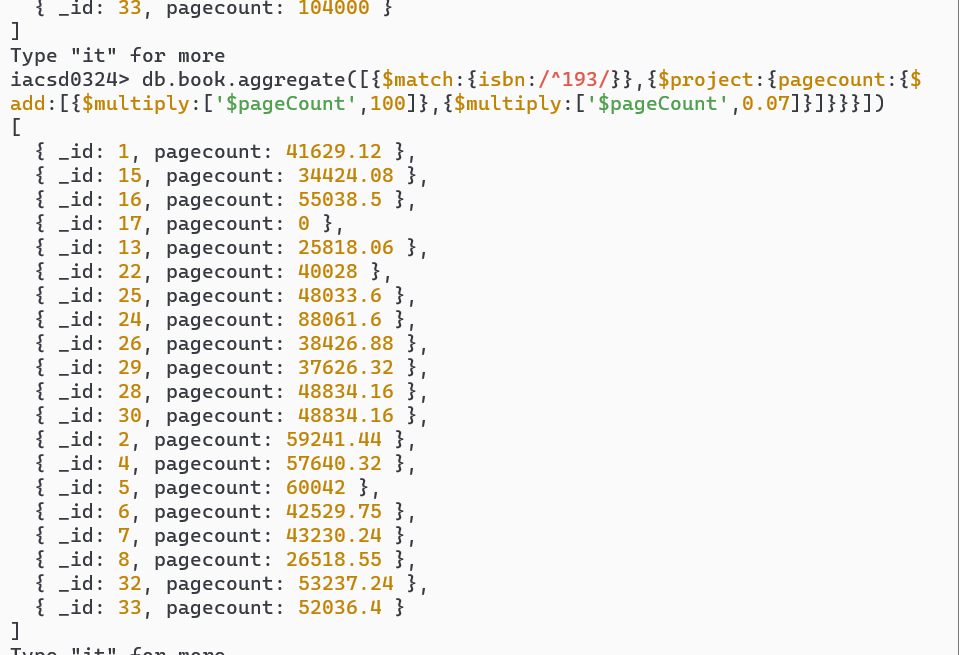 { _id: 33, pagecount: 104000 }
]
Type "it" for more
iacsd0324> db.book.aggregate([{$match:{isbn:/^193/}},{$project:{pagecount:{$
add:[{$multiply:['$pageCount',100]},{$multiply:['$pageCount',0.07]}]}}}])
[
{ _id: 1, pagecount: 41629.12 },
{ _id: 15, pagecount: 34424.08 },
{ _id: 16, pagecount: 55038.5 },
{ _id: 17, pagecount: 0 },
{ _id: 13, pagecount: 25818.06 },
{ _id: 22, pagecount: 40028 },
{ _id: 25, pagecount: 48033.6 },
{ _id: 24, pagecount: 88061.6 },
{ _id: 26, pagecount: 38426.88 },
{ _id: 29, pagecount: 37626.32 },
{ _id: 28, pagecount: 48834.16 },
{ _id: 30, pagecount: 48834.16 },
{ _id: 2, pagecount: 59241.44 },
{ _id: 4, pagecount: 57640.32 },
{ _id: 5, pagecount: 60042 },
{ _id: 6, pagecount: 42529.75 },
{ _id: 7, pagecount: 43230.24 },
{ _id: 8, pagecount: 26518.55 },
{ _id: 32, pagecount: 53237.24 },
{ _id: 33, pagecount: 52036.4 }
]
Type "it" for more